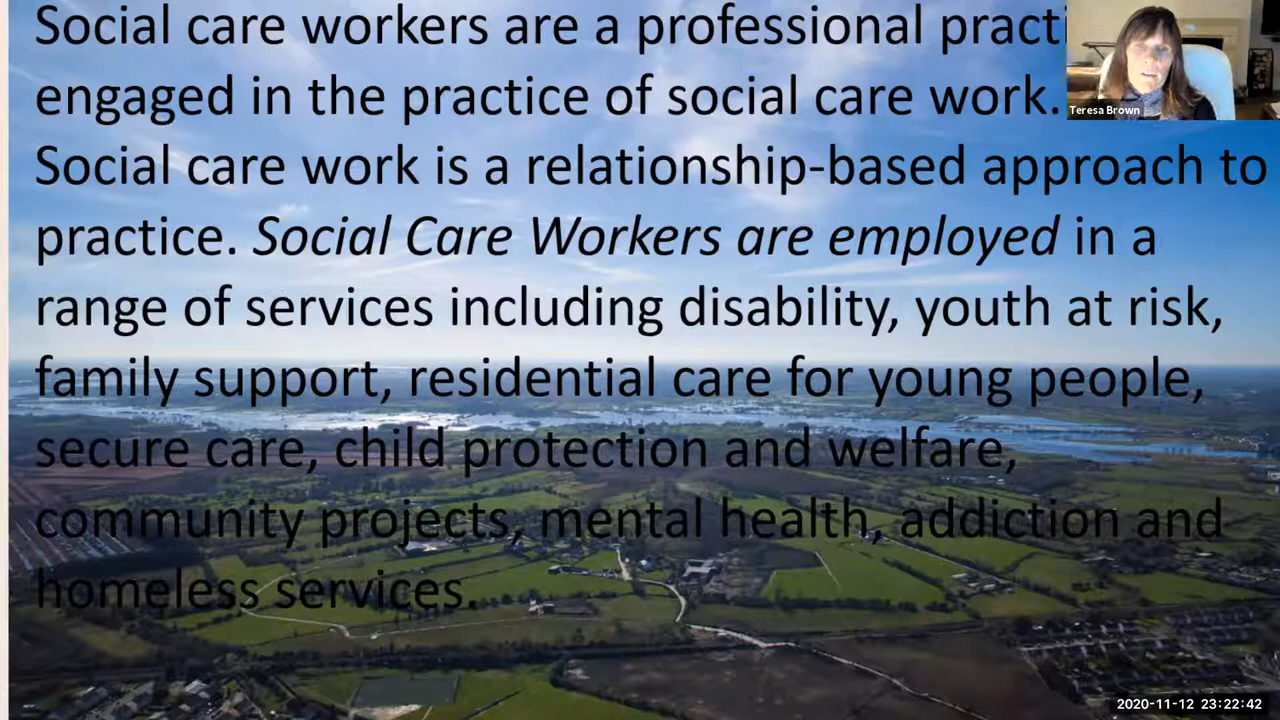 Social care workers are a professional practi
engaged in the practice of social care work.
Teresa Brown
Social care work is a relationship-based approach to
practice. Social Care Workers are employed in a
range of services including disability, youth at risk,
family support, residential care for young people,
secure care, child protection and welfare,
community projects, mental health, addiction and
homeless services.
2020-11-12 23:22:42